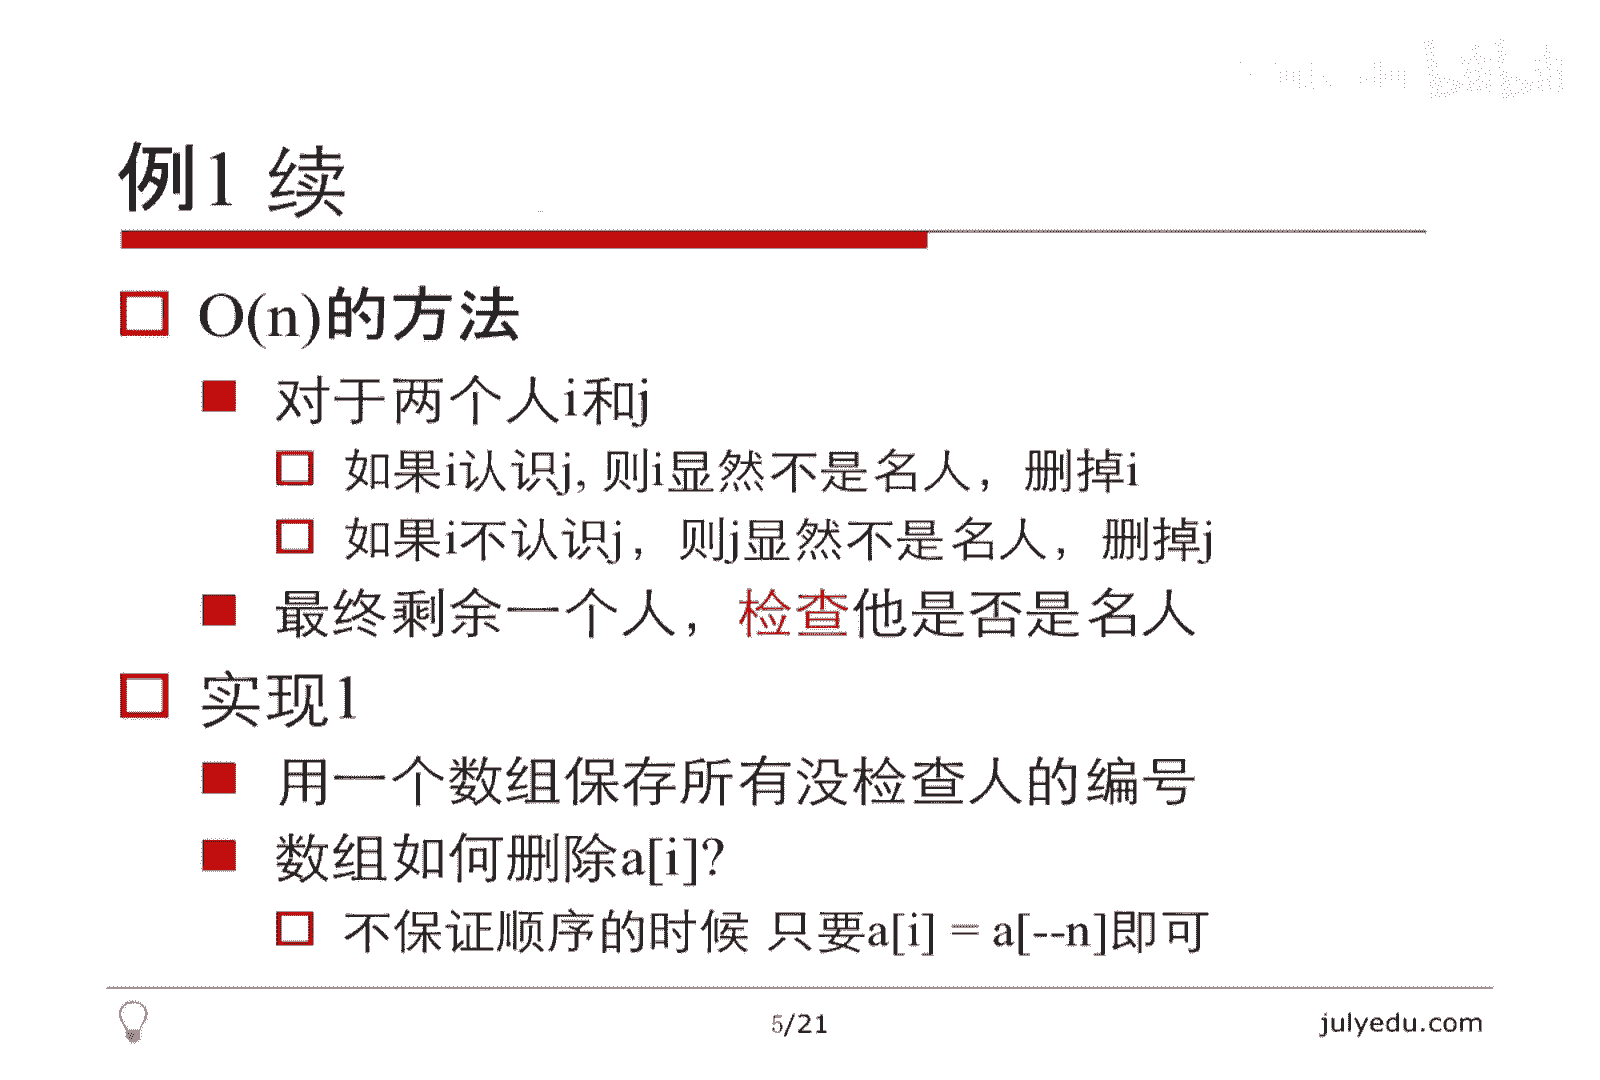 例1 续
O(n)的方法
对于两个人i和j
如果i认识j, 则i显然不是名人，删掉i
如果i不认识j，则j显然不是名人，删掉j
最终剩余一个人，检查他是否是名人
实现1
用一个数组保存所有没检查人的编号
数组如何删除a[i]?
不保证顺序的时候 只要a[i] = a[--n]即可
5/21
julyedu.com